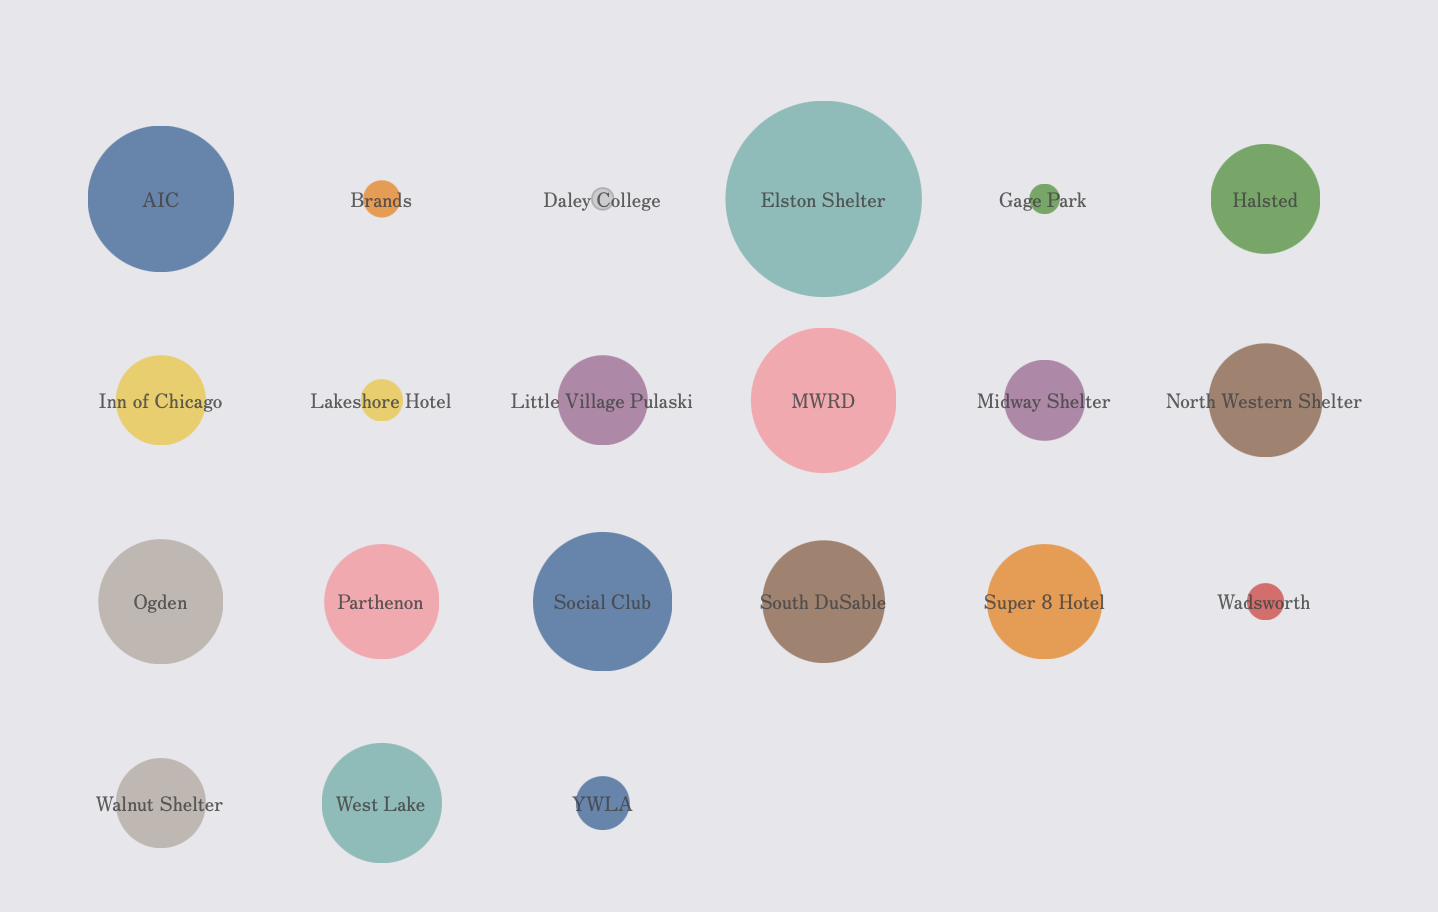 AIC
Brands
Daley College
Elston Shelter
Gage Park
Halsted
Inn of Chicago
Lakeshore Hotel
Little Village Pulaski
MWRD
Midway Shelter
North Western Shelter
Ogden
Parthenon
Social Club
South DuSable
Super 8 Hotel
Wadsworth
Walnut Shelter
West Lake
YWLA